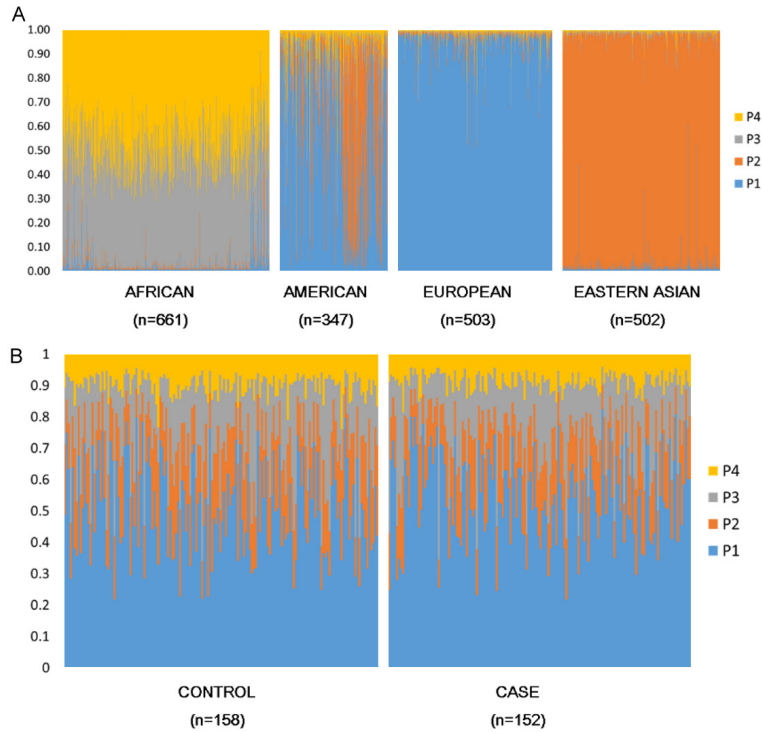 A
1.00
0.90
0.80
0.70
0.60
0.50
0.40
0.30
0.20
0.10
0.00
P4
P3
P2
P1
AFRICAN AMERICAN EUROPEAN EASTERN ASIAN
(n=661) (n=347) (n=503) (n=502)
B
1
0.9
0.8
0.7
0.6
0.5
0.4
0.3
0.2
0.1
0
P4
P3
P2
P1
CONTROL CASE
(n=158) (n=152)